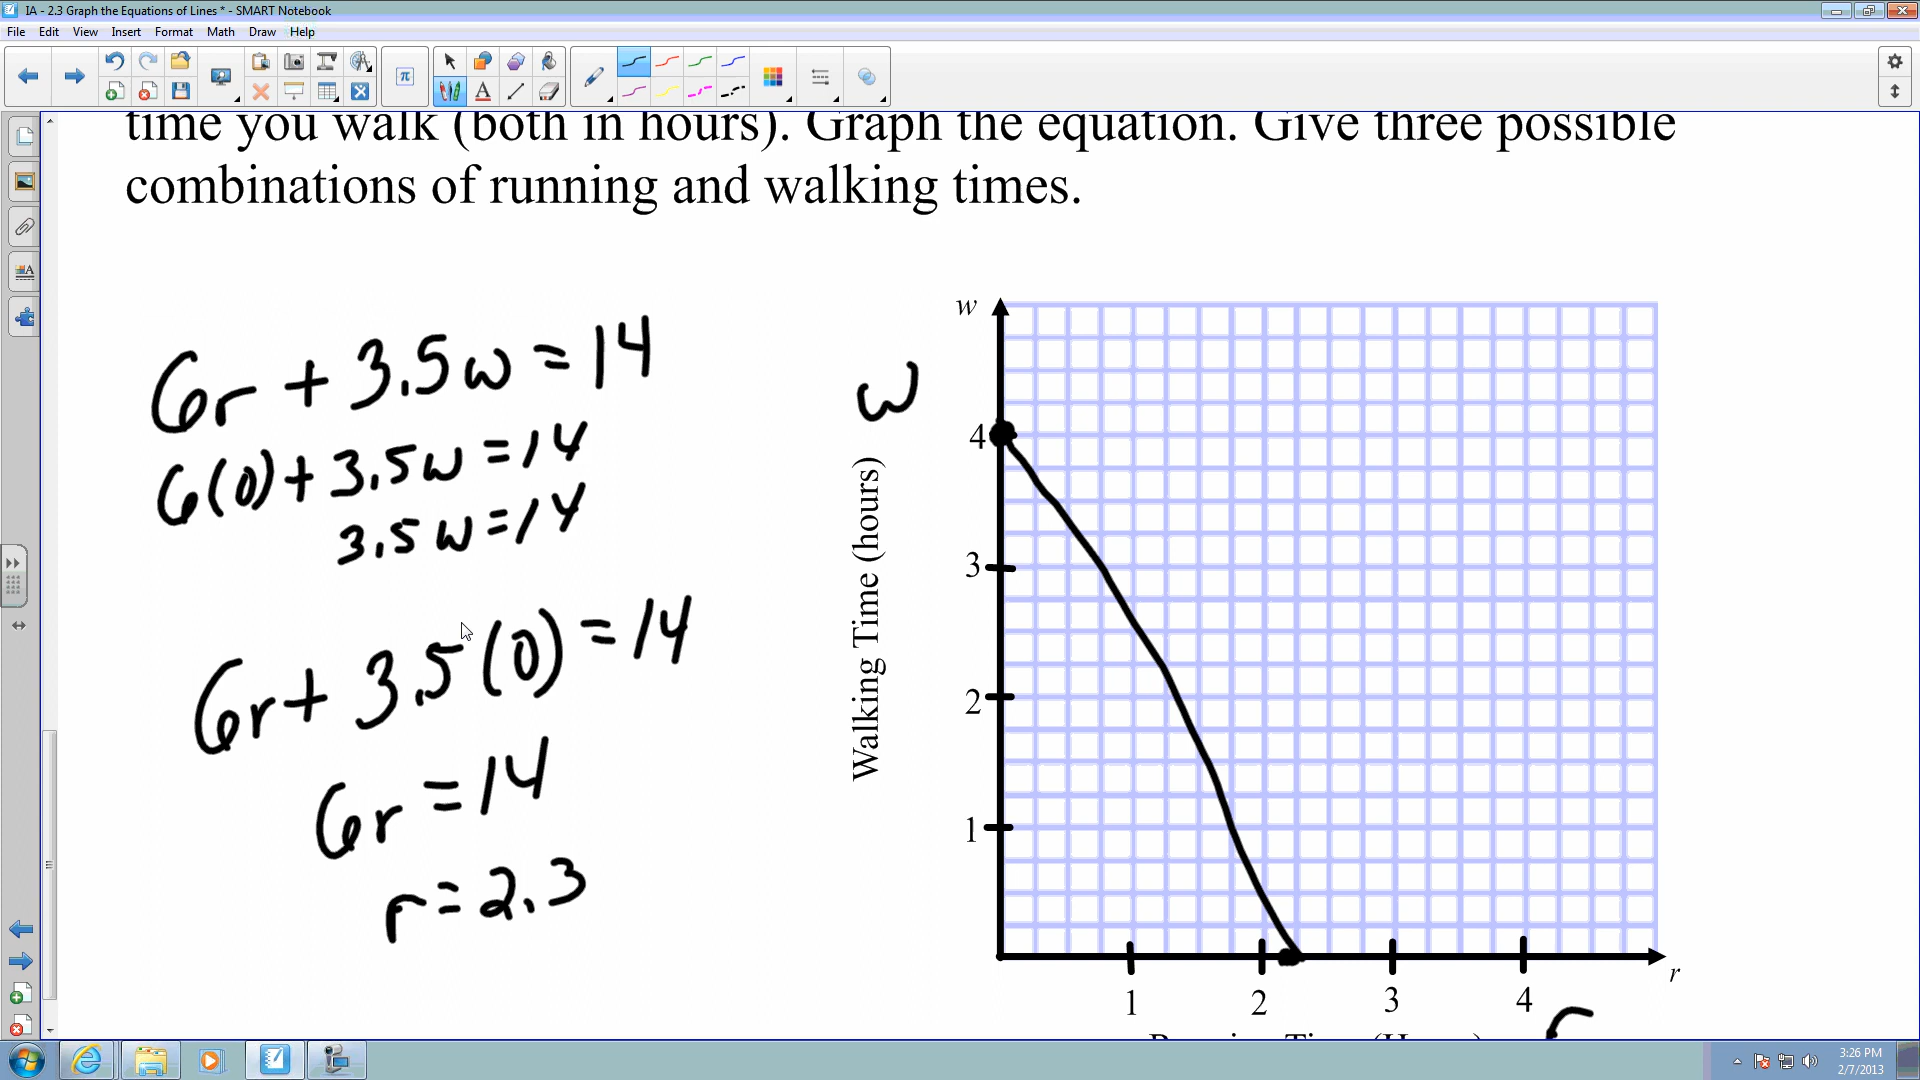 IA - 2.3 Graph the Equations of Lines * - SMART Notebook
File Edit View Insert Format Math Draw Help
time you walk (both in hours). Graph the equation. Give three possible
combinations of running and walking times.
6r + 3.5w = 14
6(0) + 3.5w = 14
3.5w = 14
6r + 3.5(0) = 14
6r = 14
r = 2.3
w
w
Walking Time (hours)
4
3
2
1
1 2 3 4
r
r
3:26 PM
2/7/2013